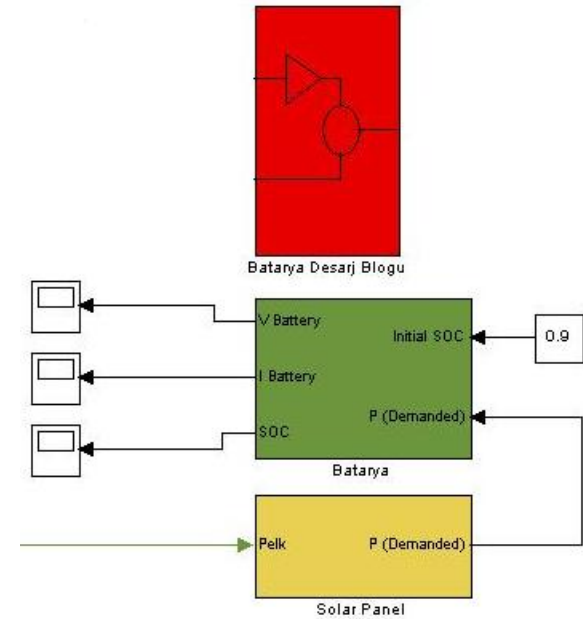 Batarya Desarj Blogu
V Battery
Initial SOC
0.9
I Battery
P (Demanded)
SOC
Batarya
Pelk
P (Demanded)
Solar Panel